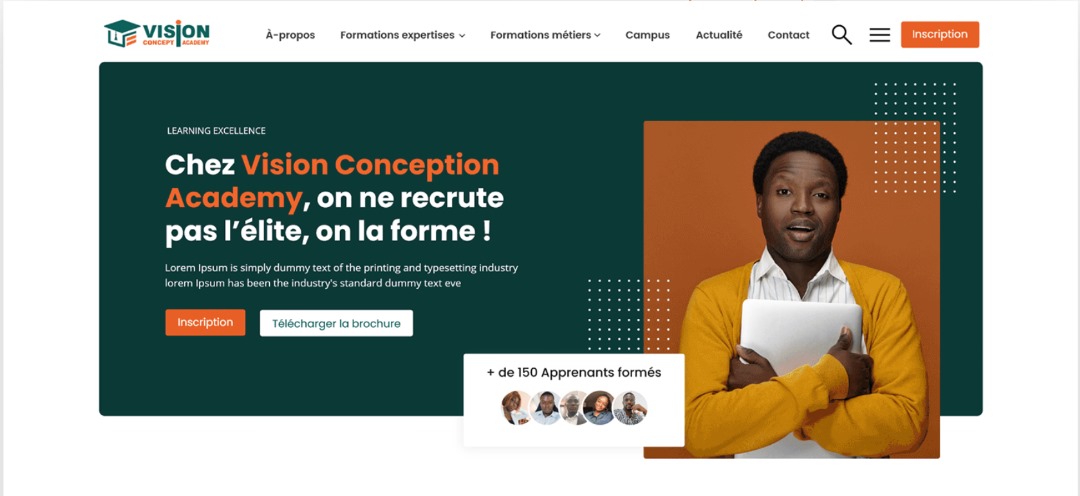 VISION
CONCEPT ACADEMY
À-propos
Formations expertises
Formations métiers
Campus
Actualité
Contact
Inscription
LEARNING EXCELLENCE
Chez Vision Conception
Academy, on ne recrute
pas l’élite, on la forme !
Lorem Ipsum is simply dummy text of the printing and typesetting industry
lorem Ipsum has been the industry's standard dummy text eve
Inscription
Télécharger la brochure
+ de 150 Apprenants formés